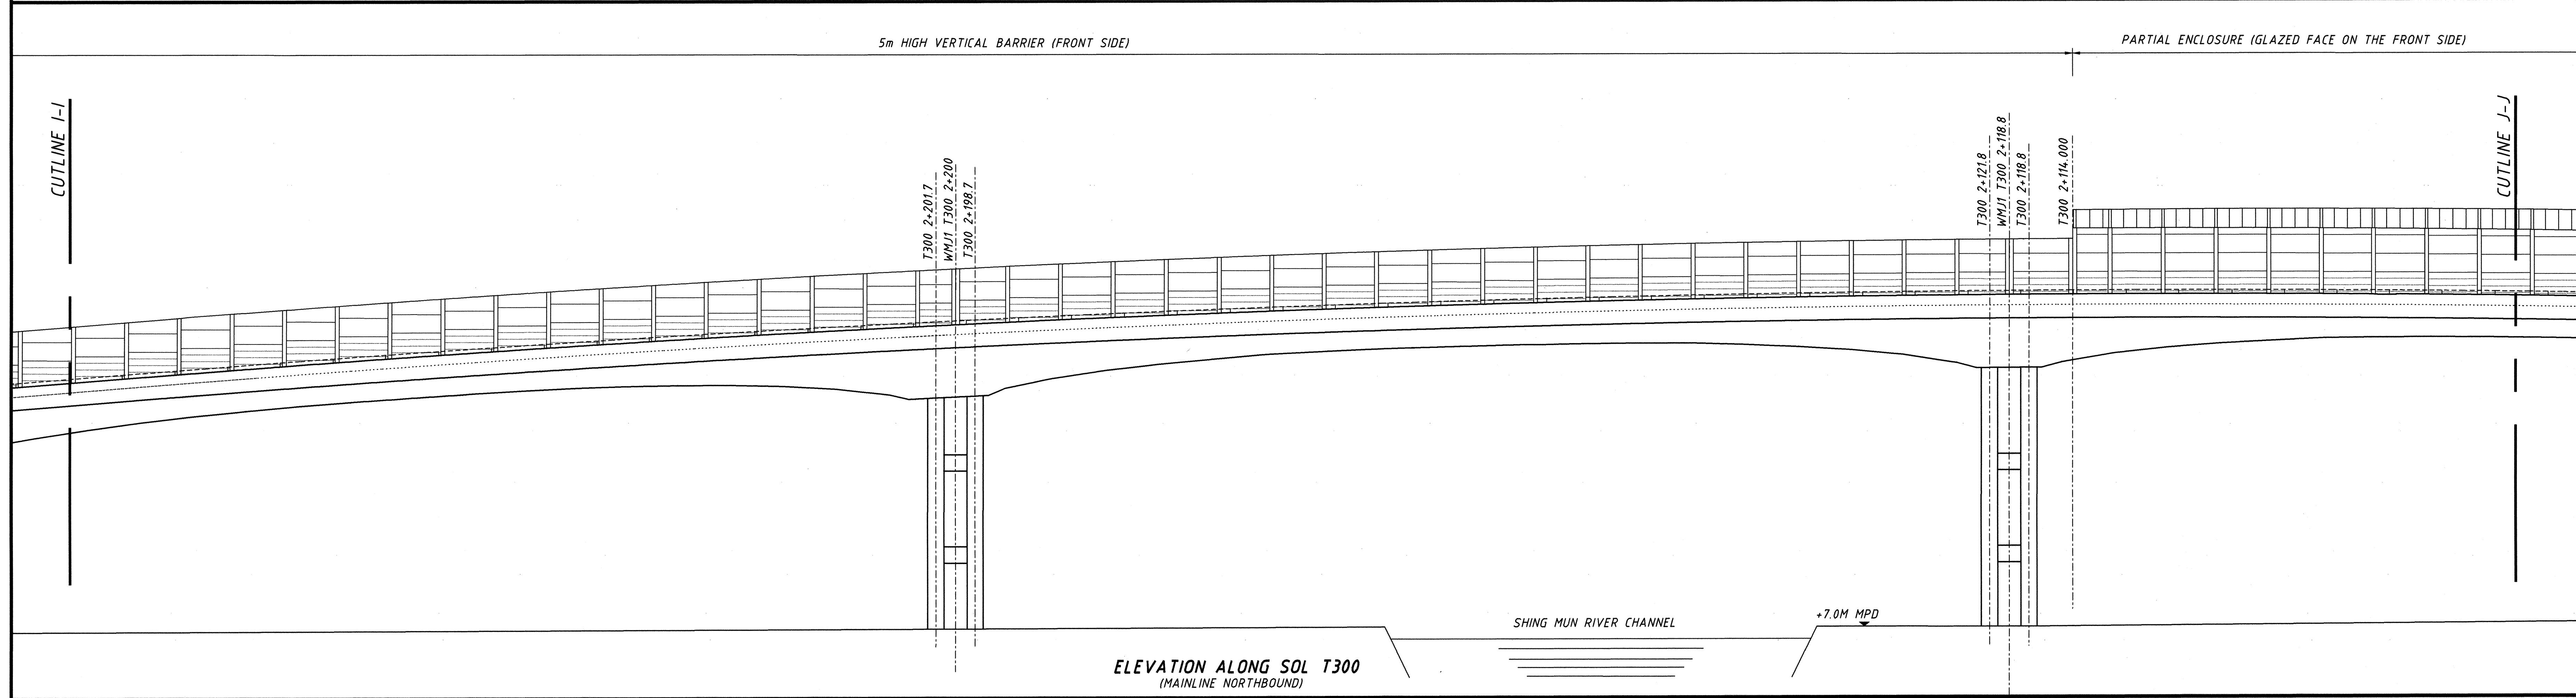 5m HIGH VERTICAL BARRIER (FRONT SIDE)
PARTIAL ENCLOSURE (GLAZED FACE ON THE FRONT SIDE)
CUTLINE I-I
T300 2+201.7
WMJ1 T300 2+200
T300 2+198.7
T300 2+121.8
WMJ1 T300 2+118.8
T300 2+118.8
T300 2+114.000
CUTLINE J-J
SHING MUN RIVER CHANNEL
+7.0M MPD
ELEVATION ALONG SOL T300
(MAINLINE NORTHBOUND)